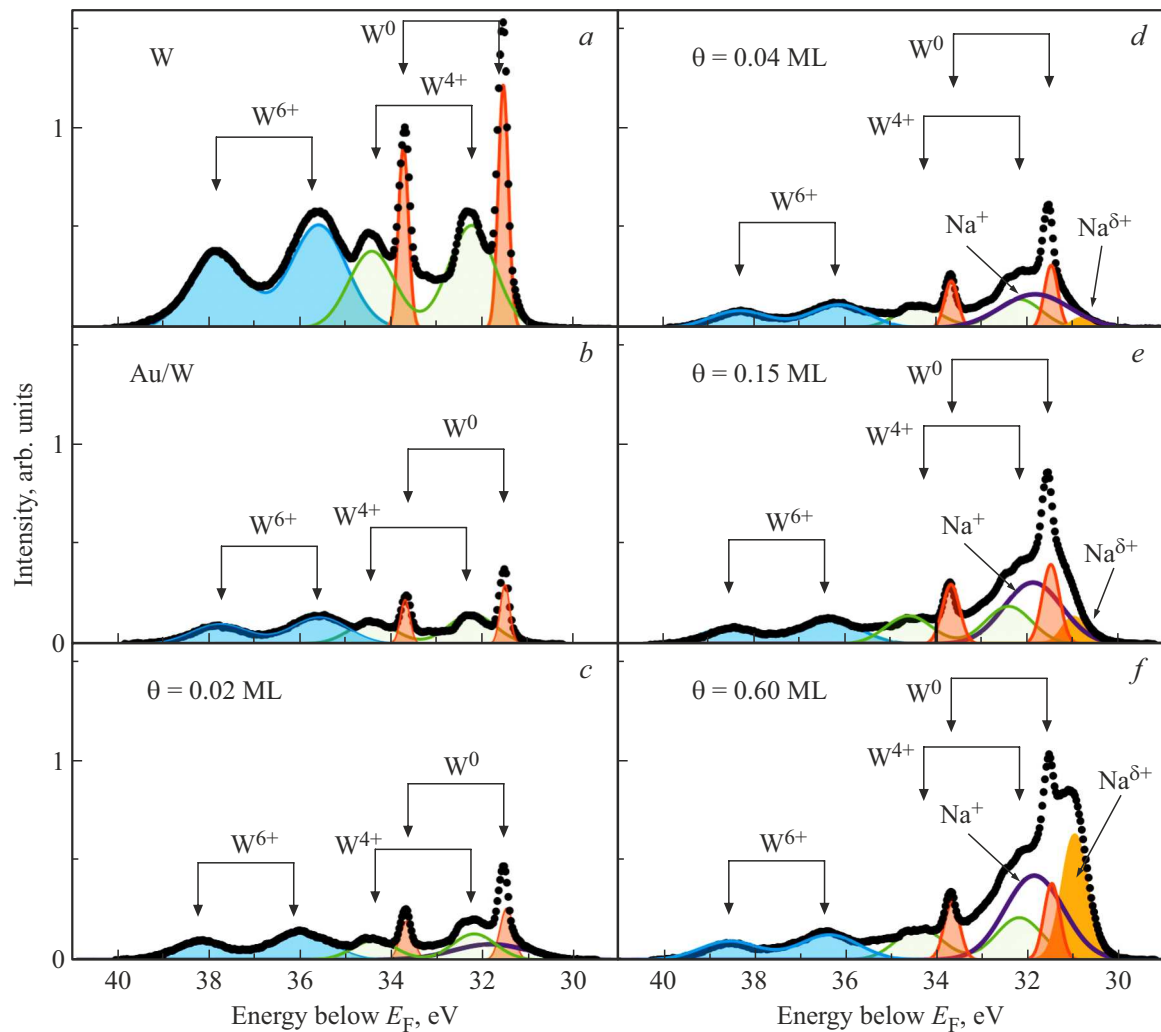 W
W⁰
a
W⁴⁺
W⁶⁺
1
θ = 0.04 ML
W⁰
d
W⁴⁺
W⁶⁺
Na⁺
Naᵟ⁺
Au/W
b
W⁰
W⁴⁺
W⁶⁺
1
0
θ = 0.15 ML
W⁰
e
W⁴⁺
W⁶⁺
Na⁺
Naᵟ⁺
Intensity, arb. units
θ = 0.02 ML
c
W⁰
W⁴⁺
W⁶⁺
1
0
θ = 0.60 ML
W⁰
f
W⁴⁺
Naᵟ⁺
Na⁺
W⁶⁺
40 38 36 34 32 30
40 38 36 34 32 30
Energy below E_F, eV
Energy below E_F, eV